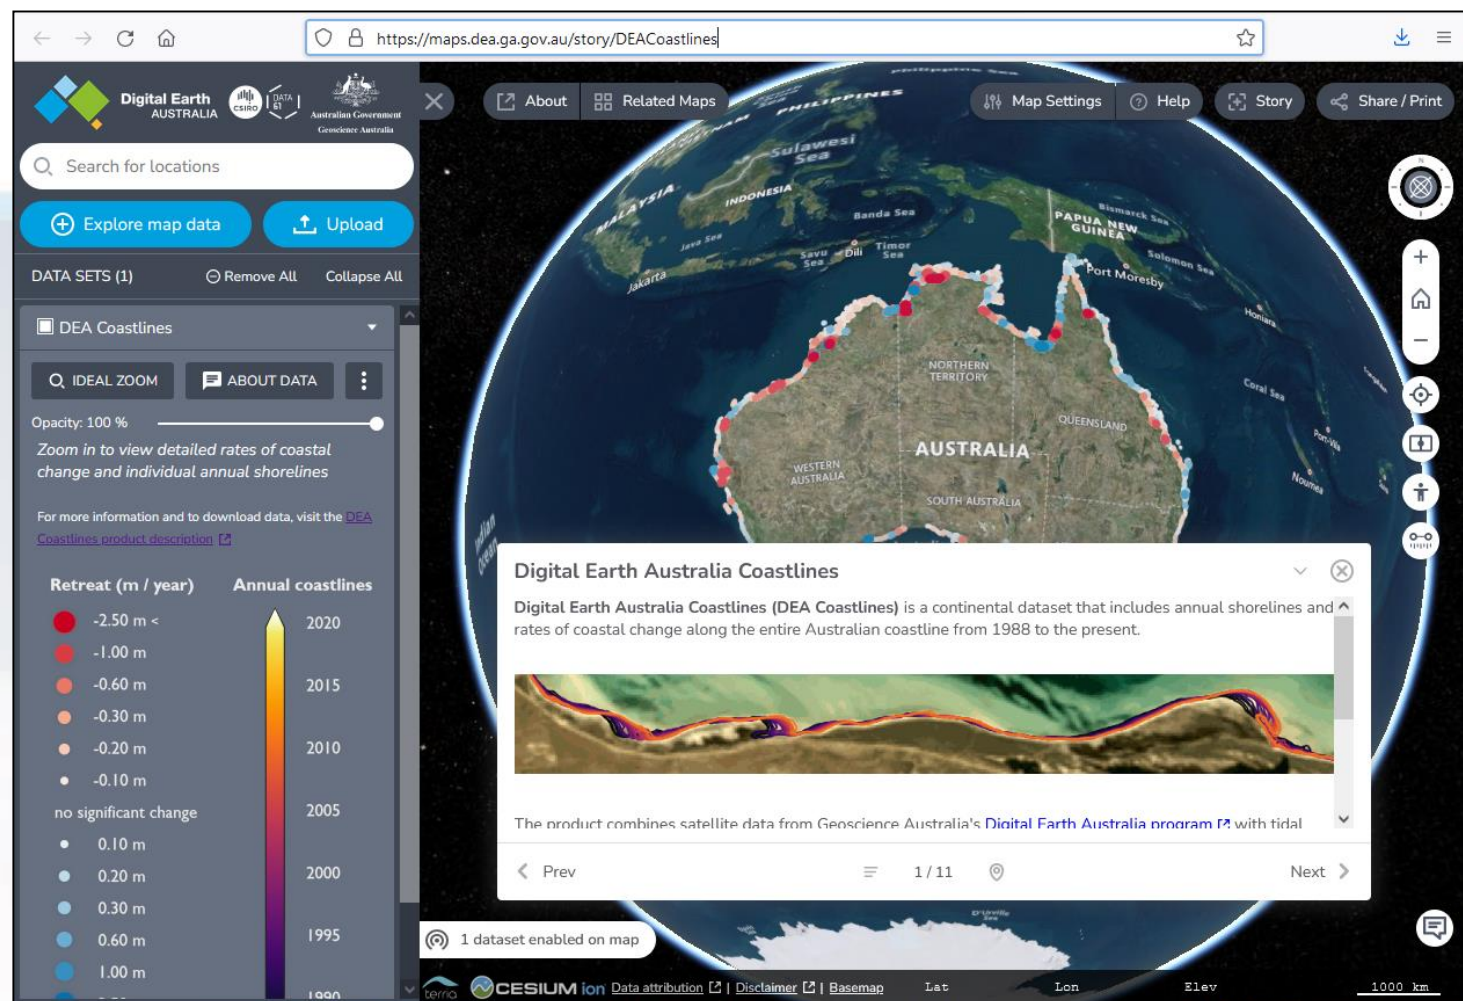 https://maps.dea.ga.gov.au/story/DEACoastlines
Digital Earth
AUSTRALIA
CSIRO
DATA
61
Australian Government
Geoscience Australia
About
Related Maps
Map Settings
Help
Story
Share / Print
Search for locations
Explore map data
Upload
DATA SETS (1)
Remove All
Collapse All
DEA Coastlines
IDEAL ZOOM
ABOUT DATA
Opacity: 100 %
Zoom in to view detailed rates of coastal
change and individual annual shorelines
For more information and to download data, visit the DEA
Coastlines product description
Retreat (m / year)
Annual coastlines
-2.50 m <
-1.00 m
-0.60 m
-0.30 m
-0.20 m
-0.10 m
no significant change
0.10 m
0.20 m
0.30 m
0.60 m
1.00 m
2020
2015
2010
2005
2000
1995
1990
Philippine Sea
PHILIPPINES
Sulawesi
Sea
MALAYSIA
INDONESIA
Banda Sea
Java Sea
Jakarta
Savu
Sea
Dili
Timor
Sea
PAPUA NEW
GUINEA
Bismarck Sea
Port Moresby
Solomon Sea
Honiara
Coral Sea
Port-Vila
Noumea
NORTHERN
TERRITORY
QUEENSLAND
AUSTRALIA
WESTERN
AUSTRALIA
SOUTH AUSTRALIA
Indian
Ocean
Digital Earth Australia Coastlines
Digital Earth Australia Coastlines (DEA Coastlines) is a continental dataset that includes annual shorelines and
rates of coastal change along the entire Australian coastline from 1988 to the present.
The product combines satellite data from Geoscience Australia's Digital Earth Australia program with tidal
Prev
1 / 11
Next
1 dataset enabled on map
terria
CESIUM ion
Data attribution | Disclaimer | Basemap
Lat
Lon
Elev
1000 km